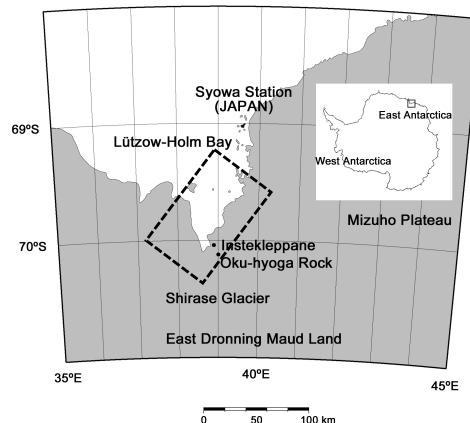 Syowa Station
(JAPAN)
East Antarctica
69ºS
Lützow-Holm Bay
West Antarctica
Mizuho Plateau
70ºS
Instekleppane
Oku-hyoga Rock
Shirase Glacier
East Dronning Maud Land
35ºE
40ºE
45ºE
0 50 100 km